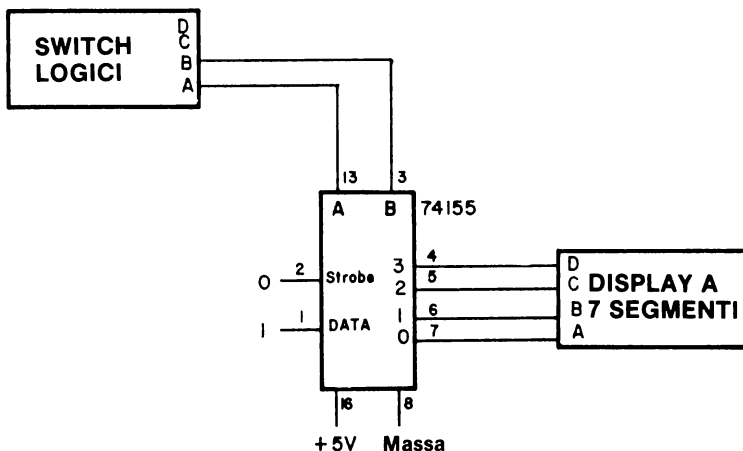 SWITCH
LOGICI
D
C
B
A
13 3
A B 74155
0 2 Strobe
1 1 DATA
3 4
2 5
1 6
0 7
D
C
B
A
DISPLAY A
7 SEGMENTI
16 8
+5V Massa